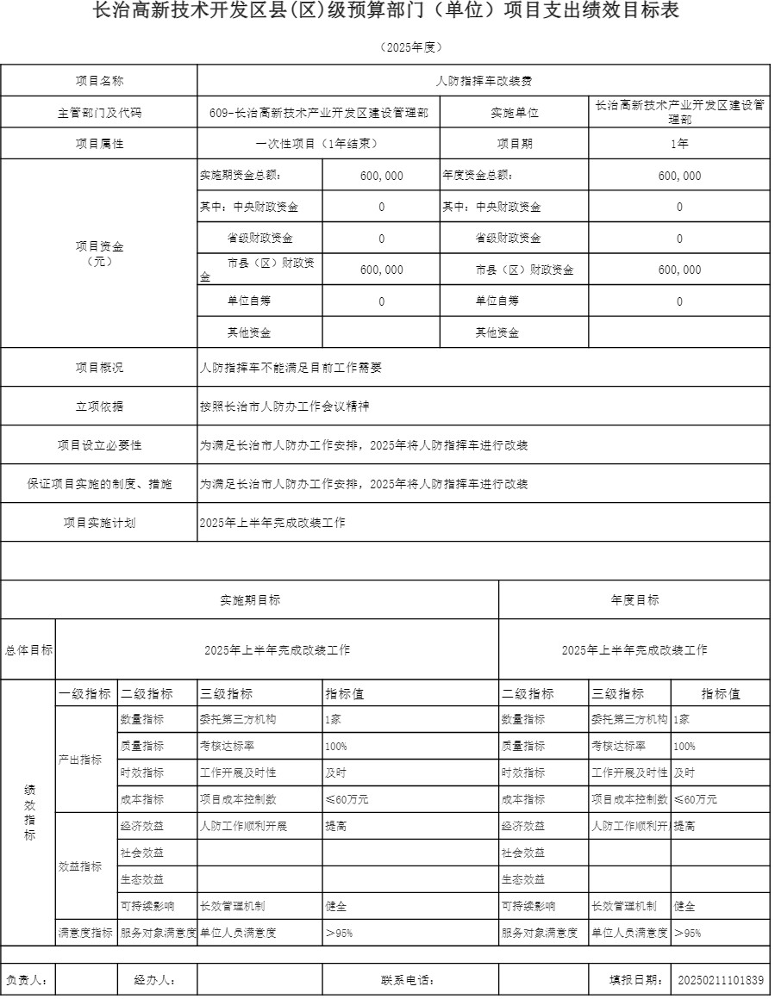 长治高新技术开发区县(区)级预算部门（单位）项目支出绩效目标表
（2025年度）
项目名称 人防指挥车改装费
主管部门及代码 609-长治高新技术产业开发区建设管理部 实施单位 长治高新技术产业开发区建设管
理部
项目属性 一次性项目（1年结束） 项目期 1年
项目资金
（元）
实施期资金总额： 600,000 年度资金总额： 600,000
其中：中央财政资金 0 其中：中央财政资金 0
省级财政资金 0 省级财政资金 0
市县（区）财政资
金 600,000 市县（区）财政资金 600,000
单位自筹 0 单位自筹 0
其他资金 其他资金
项目概况 人防指挥车不能满足目前工作需要
立项依据 按照长治市人防办工作会议精神
项目设立必要性 为满足长治市人防办工作安排，2025年将人防指挥车进行改装
保证项目实施的制度、措施 为满足长治市人防办工作安排，2025年将人防指挥车进行改装
项目实施计划 2025年上半年完成改装工作
实施期目标 年度目标
总体目标 2025年上半年完成改装工作 2025年上半年完成改装工作
绩
效
指
标
一级指标 二级指标 三级指标 指标值 二级指标 三级指标 指标值
产出指标
数量指标 委托第三方机构 1家 数量指标 委托第三方机构 1家
质量指标 考核达标率 100% 质量指标 考核达标率 100%
时效指标 工作开展及时性 及时 时效指标 工作开展及时性 及时
成本指标 项目成本控制数 ≤60万元 成本指标 项目成本控制数 ≤60万元
效益指标
经济效益 人防工作顺利开展 提高 经济效益 人防工作顺利开 提高
社会效益 社会效益
生态效益 生态效益
可持续影响 长效管理机制 健全 可持续影响 长效管理机制 健全
满意度指标 服务对象满意度 单位人员满意度 >95% 服务对象满意度 单位人员满意度 >95%
负责人： 经办人： 联系电话： 填报日期： 20250211101839